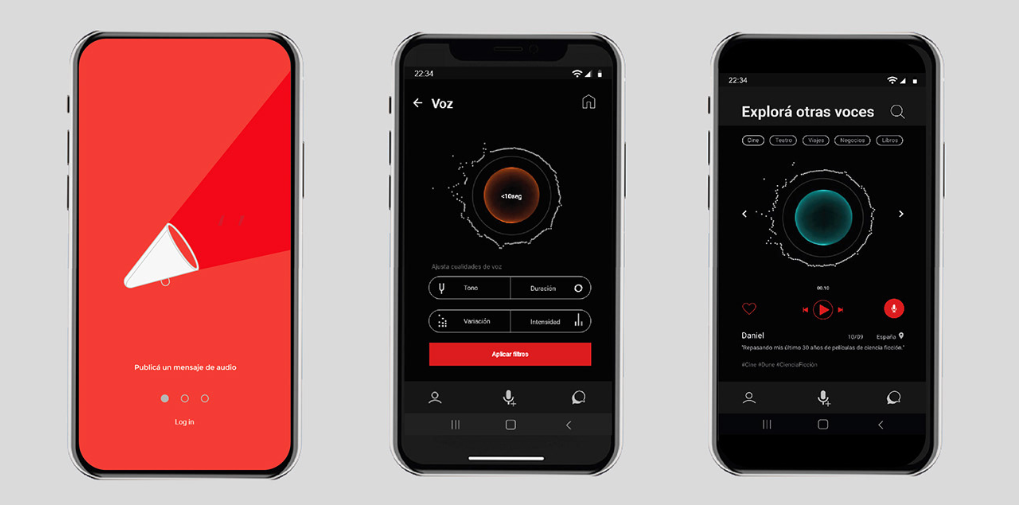 Publicá un mensaje de audio
Log in
22:34
Voz
<10seg
Ajusta cualidades de voz
Tono
Duración
Variación
Intensidad
Aplicar filtros
22:34
Explorá otras voces
Cine
Teatro
Viajes
Negocios
Libros
00:10
Daniel
10/09
España
"Repasando mis último 30 años de películas de ciencia ficción."
#Cine #Dune #CienciaFicción